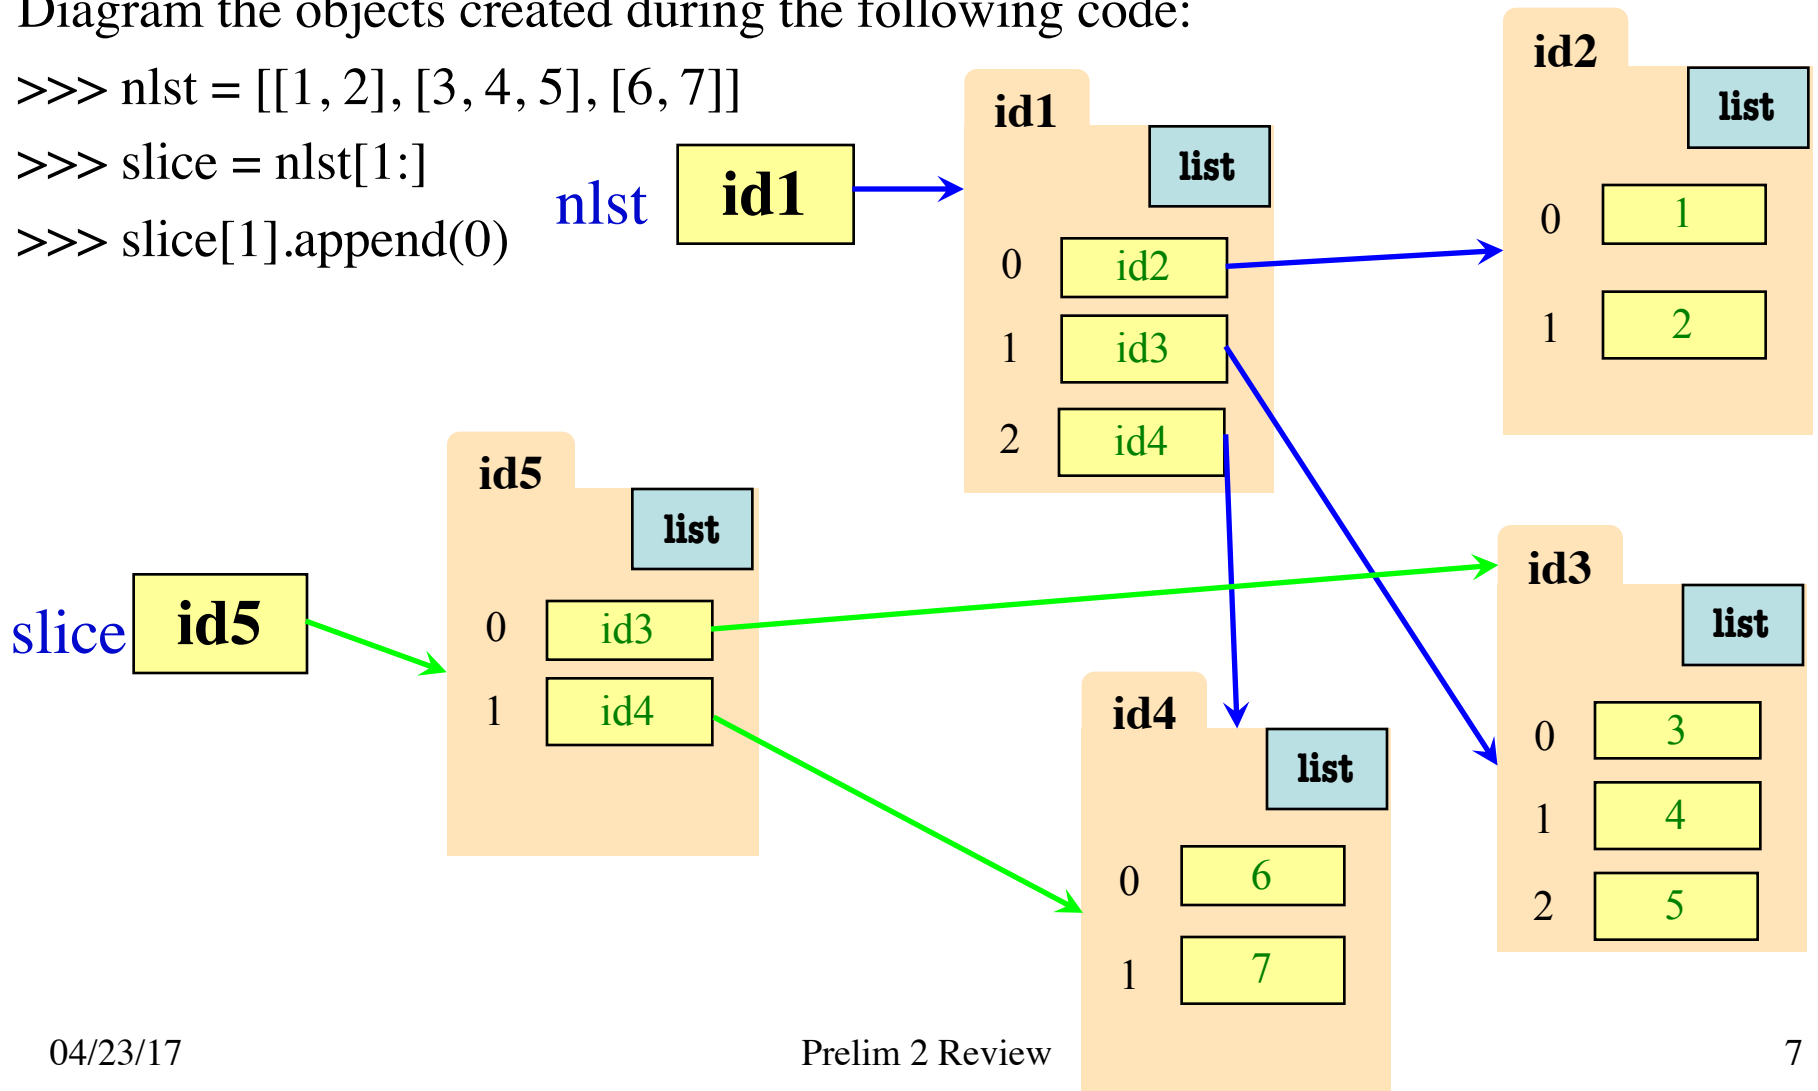 Diagram the objects created during the following code:
>>> nlst = [[1, 2], [3, 4, 5], [6, 7]]
>>> slice = nlst[1:]
>>> slice[1].append(0)
nlst
id1
id1
list
0 id2
1 id3
2 id4
id2
list
0 1
1 2
slice
id5
id5
list
0 id3
1 id4
id4
list
0 6
1 7
id3
list
0 3
1 4
2 5
04/23/17
Prelim 2 Review
7